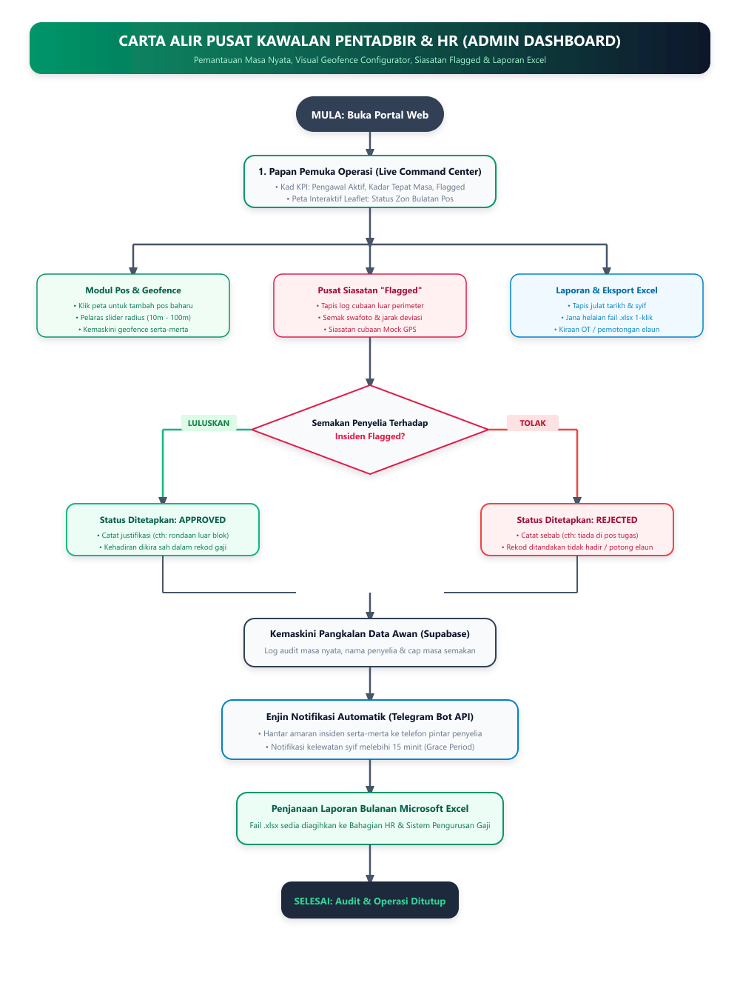 CARTA ALIR PUSAT KAWALAN PENTADBIR & HR (ADMIN DASHBOARD)
Pemantauan Masa Nyata, Visual Geofence Configurator, Siasatan Flagged & Laporan Excel
MULA: Buka Portal Web
1. Papan Pemuka Operasi (Live Command Center)
• Kad KPI: Pengawal Aktif, Kadar Tepat Masa, Flagged
• Peta Interaktif Leaflet: Status Zon Bulatan Pos
Modul Pos & Geofence
• Klik peta untuk tambah pos baharu
• Pelaras slider radius (10m - 100m)
• Kemaskini geofence serta-merta
Pusat Siasatan "Flagged"
• Tapis log cubaan luar perimeter
• Semak swafoto & jarak deviasi
• Siasatan cubaan Mock GPS
Laporan & Eksport Excel
• Tapis julat tarikh & syif
• Jana helaian fail .xlsx 1-klik
• Kiraan OT / pemotongan elaun
Semakan Penyelia Terhadap
Insiden Flagged?
LULUSKAN
TOLAK
Status Ditetapkan: APPROVED
• Catat justifikasi (cth: rondaan luar blok)
• Kehadiran dikira sah dalam rekod gaji
Status Ditetapkan: REJECTED
• Catat sebab (cth: tiada di pos tugas)
• Rekod ditandakan tidak hadir / potong elaun
Kemaskini Pangkalan Data Awan (Supabase)
Log audit masa nyata, nama penyelia & cap masa semakan
Enjin Notifikasi Automatik (Telegram Bot API)
• Hantar amaran insiden serta-merta ke telefon pintar penyelia
• Notifikasi kelewatan syif melebihi 15 minit (Grace Period)
Penjanaan Laporan Bulanan Microsoft Excel
Fail .xlsx sedia diagihkan ke Bahagian HR & Sistem Pengurusan Gaji
SELESAI: Audit & Operasi Ditutup